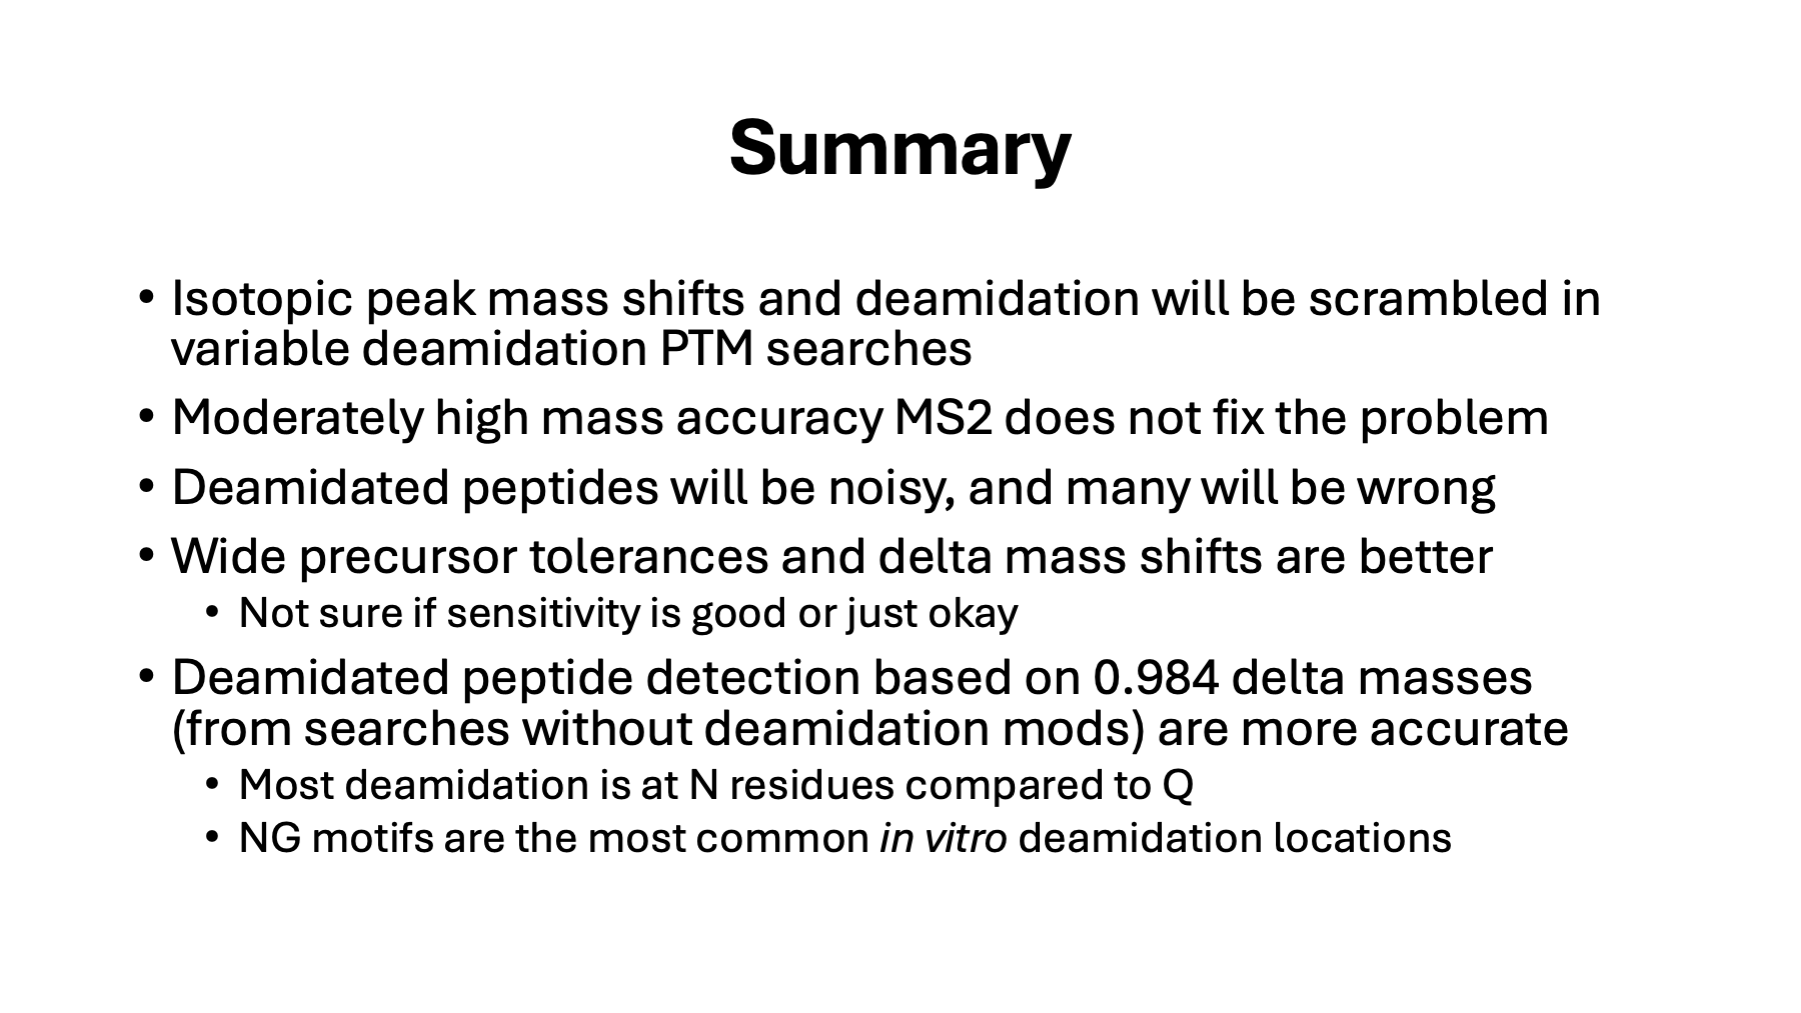 Summary
• Isotopic peak mass shifts and deamidation will be scrambled in
variable deamidation PTM searches
• Moderately high mass accuracy MS2 does not fix the problem
• Deamidated peptides will be noisy, and many will be wrong
• Wide precursor tolerances and delta mass shifts are better
• Not sure if sensitivity is good or just okay
• Deamidated peptide detection based on 0.984 delta masses
(from searches without deamidation mods) are more accurate
• Most deamidation is at N residues compared to Q
• NG motifs are the most common in vitro deamidation locations